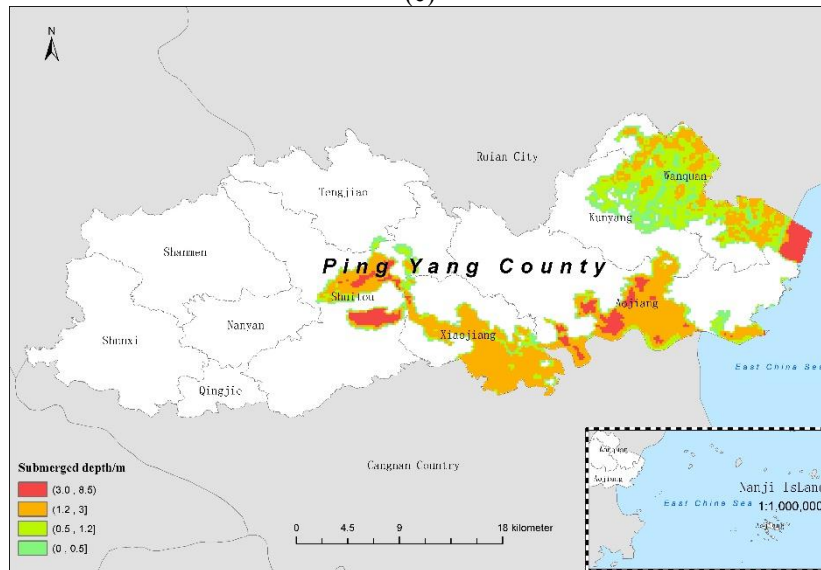 N
Ruian City
Wanquan
Tengjiao
Kunyang
Shanmen
Ping Yang County
Shuitou
Aojiang
Nanyan
Xiaojiang
Shunxi
Qingjie
East China Sea
Cangnan Country
Submerged depth/m
(3.0 , 8.5)
(1.2 , 3]
(0.5 , 1.2]
(0 , 0.5]
0 4.5 9 18 kilometer
Aojiang
Nanji IsLand
East China Sea
1:1,000,000